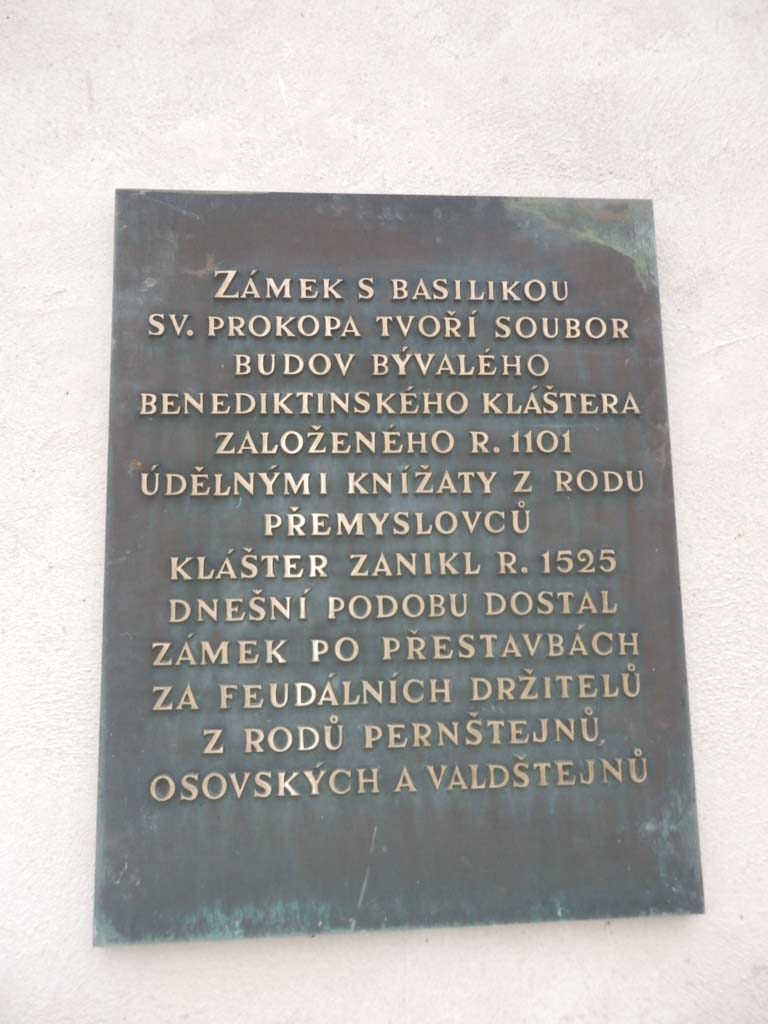 ZÁMEK S BASILIKOU
SV. PROKOPA TVOŘÍ SOUBOR
BUDOV BÝVALÉHO
BENEDIKTINSKÉHO KLÁŠTERA
ZALOŽENÉHO R. 1101
ÚDĚLNÝMI KNÍŽATY Z RODU
PŘEMYSLOVCŮ
KLÁŠTER ZANIKL R. 1525
DNEŠNÍ PODOBU DOSTAL
ZÁMEK PO PŘESTAVBÁCH
ZA FEUDÁLNÍCH DRŽITELŮ
Z RODŮ PERNŠTEJNŮ,
OSOVSKÝCH A VALDŠTEJNŮ